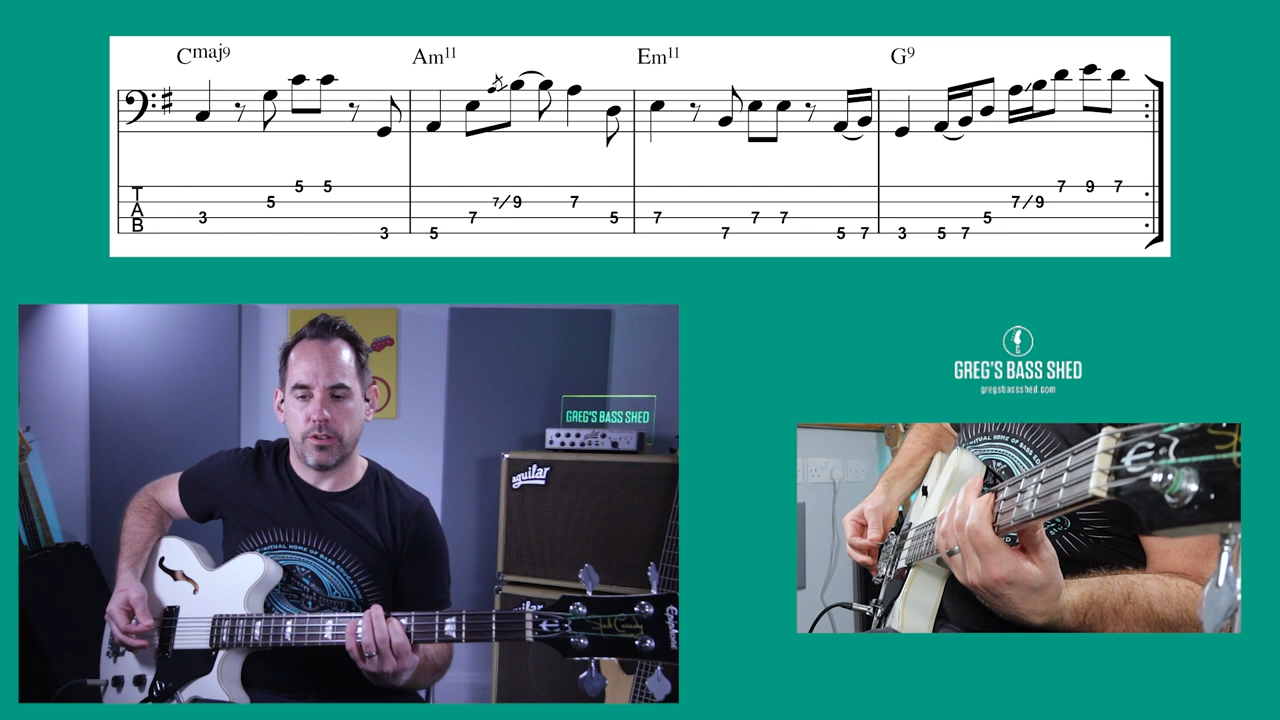 Cmaj9 Am11 Em11 G9
5 5 7 9 7
5 7/9 7 7/9
T
A
B
3 7 5 7 7 7 5
3 5 7 5 7 3 5 7
GREG'S BASS SHED
gregsbassshed.com
GREG'S BASS SHED
aguilar
Epiphone